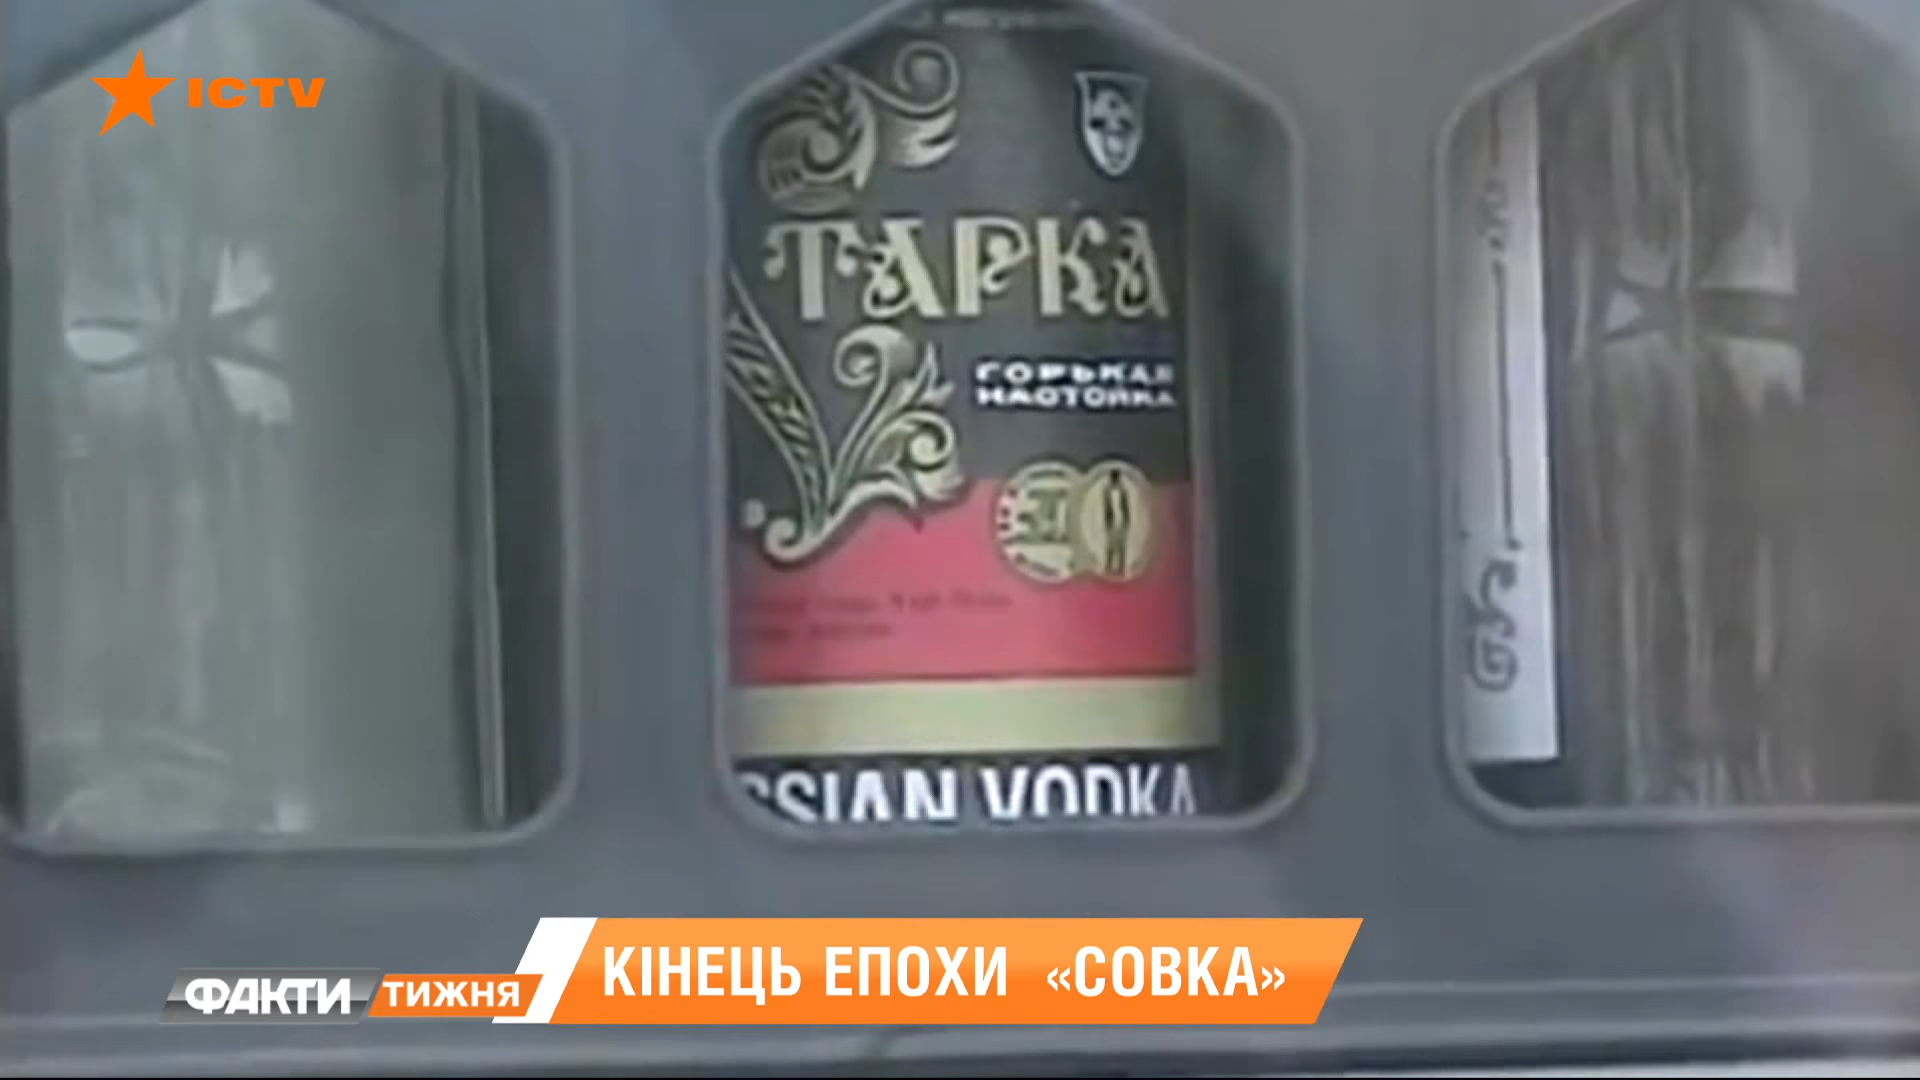 ICTV
ТАРКА
ГОРЬКАЯ
НАСТОЙКА
SSIAN VODKA
КІНЕЦЬ ЕПОХИ «СОВКА»
ФАКТИ ТИЖНЯ